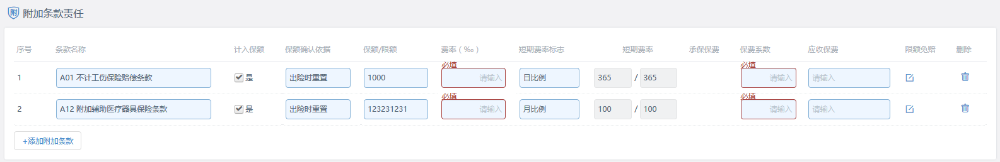 附 附加条款责任
序号 条款名称 计入保额 保额确认依据 保额/限额 费率（‰） 短期费率标志 短期费率 承保保费 保费系数 应收保费 限额免赔 删除
必填 必填
1 A01 不计工伤保险赔偿条款 是 出险时重置 1000 请输入 日比例 365 / 365 请输入 请输入
必填 必填
2 A12 附加辅助医疗器具保险条款 是 出险时重置 123231231 请输入 月比例 100 / 100 请输入 请输入
+添加附加条款